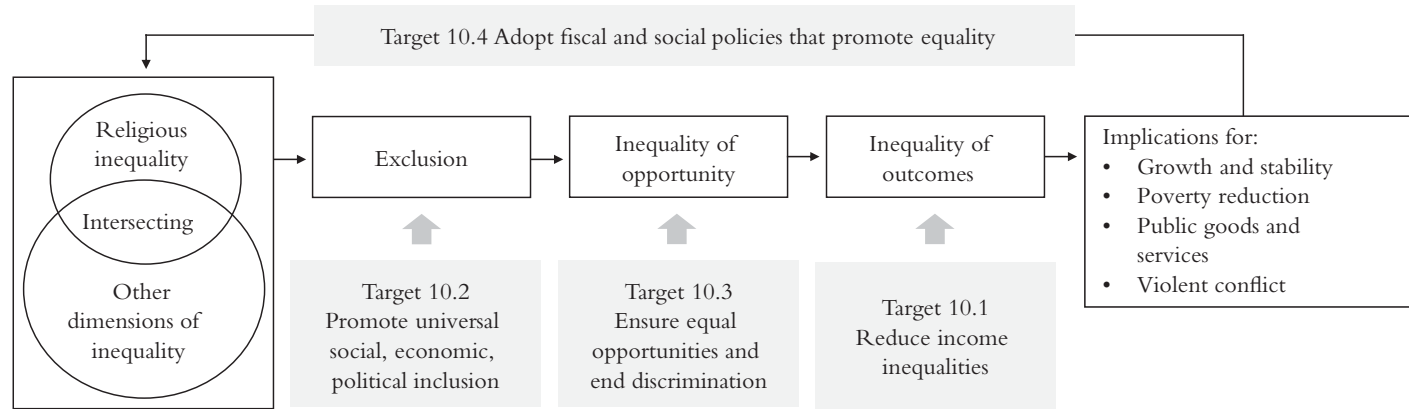 Target 10.4 Adopt fiscal and social policies that promote equality
Religious
inequality
Intersecting
Other
dimensions of
inequality
Exclusion
Inequality of
opportunity
Inequality of
outcomes
Implications for:
• Growth and stability
• Poverty reduction
• Public goods and
services
• Violent conflict
Target 10.2
Promote universal
social, economic,
political inclusion
Target 10.3
Ensure equal
opportunities and
end discrimination
Target 10.1
Reduce income
inequalities